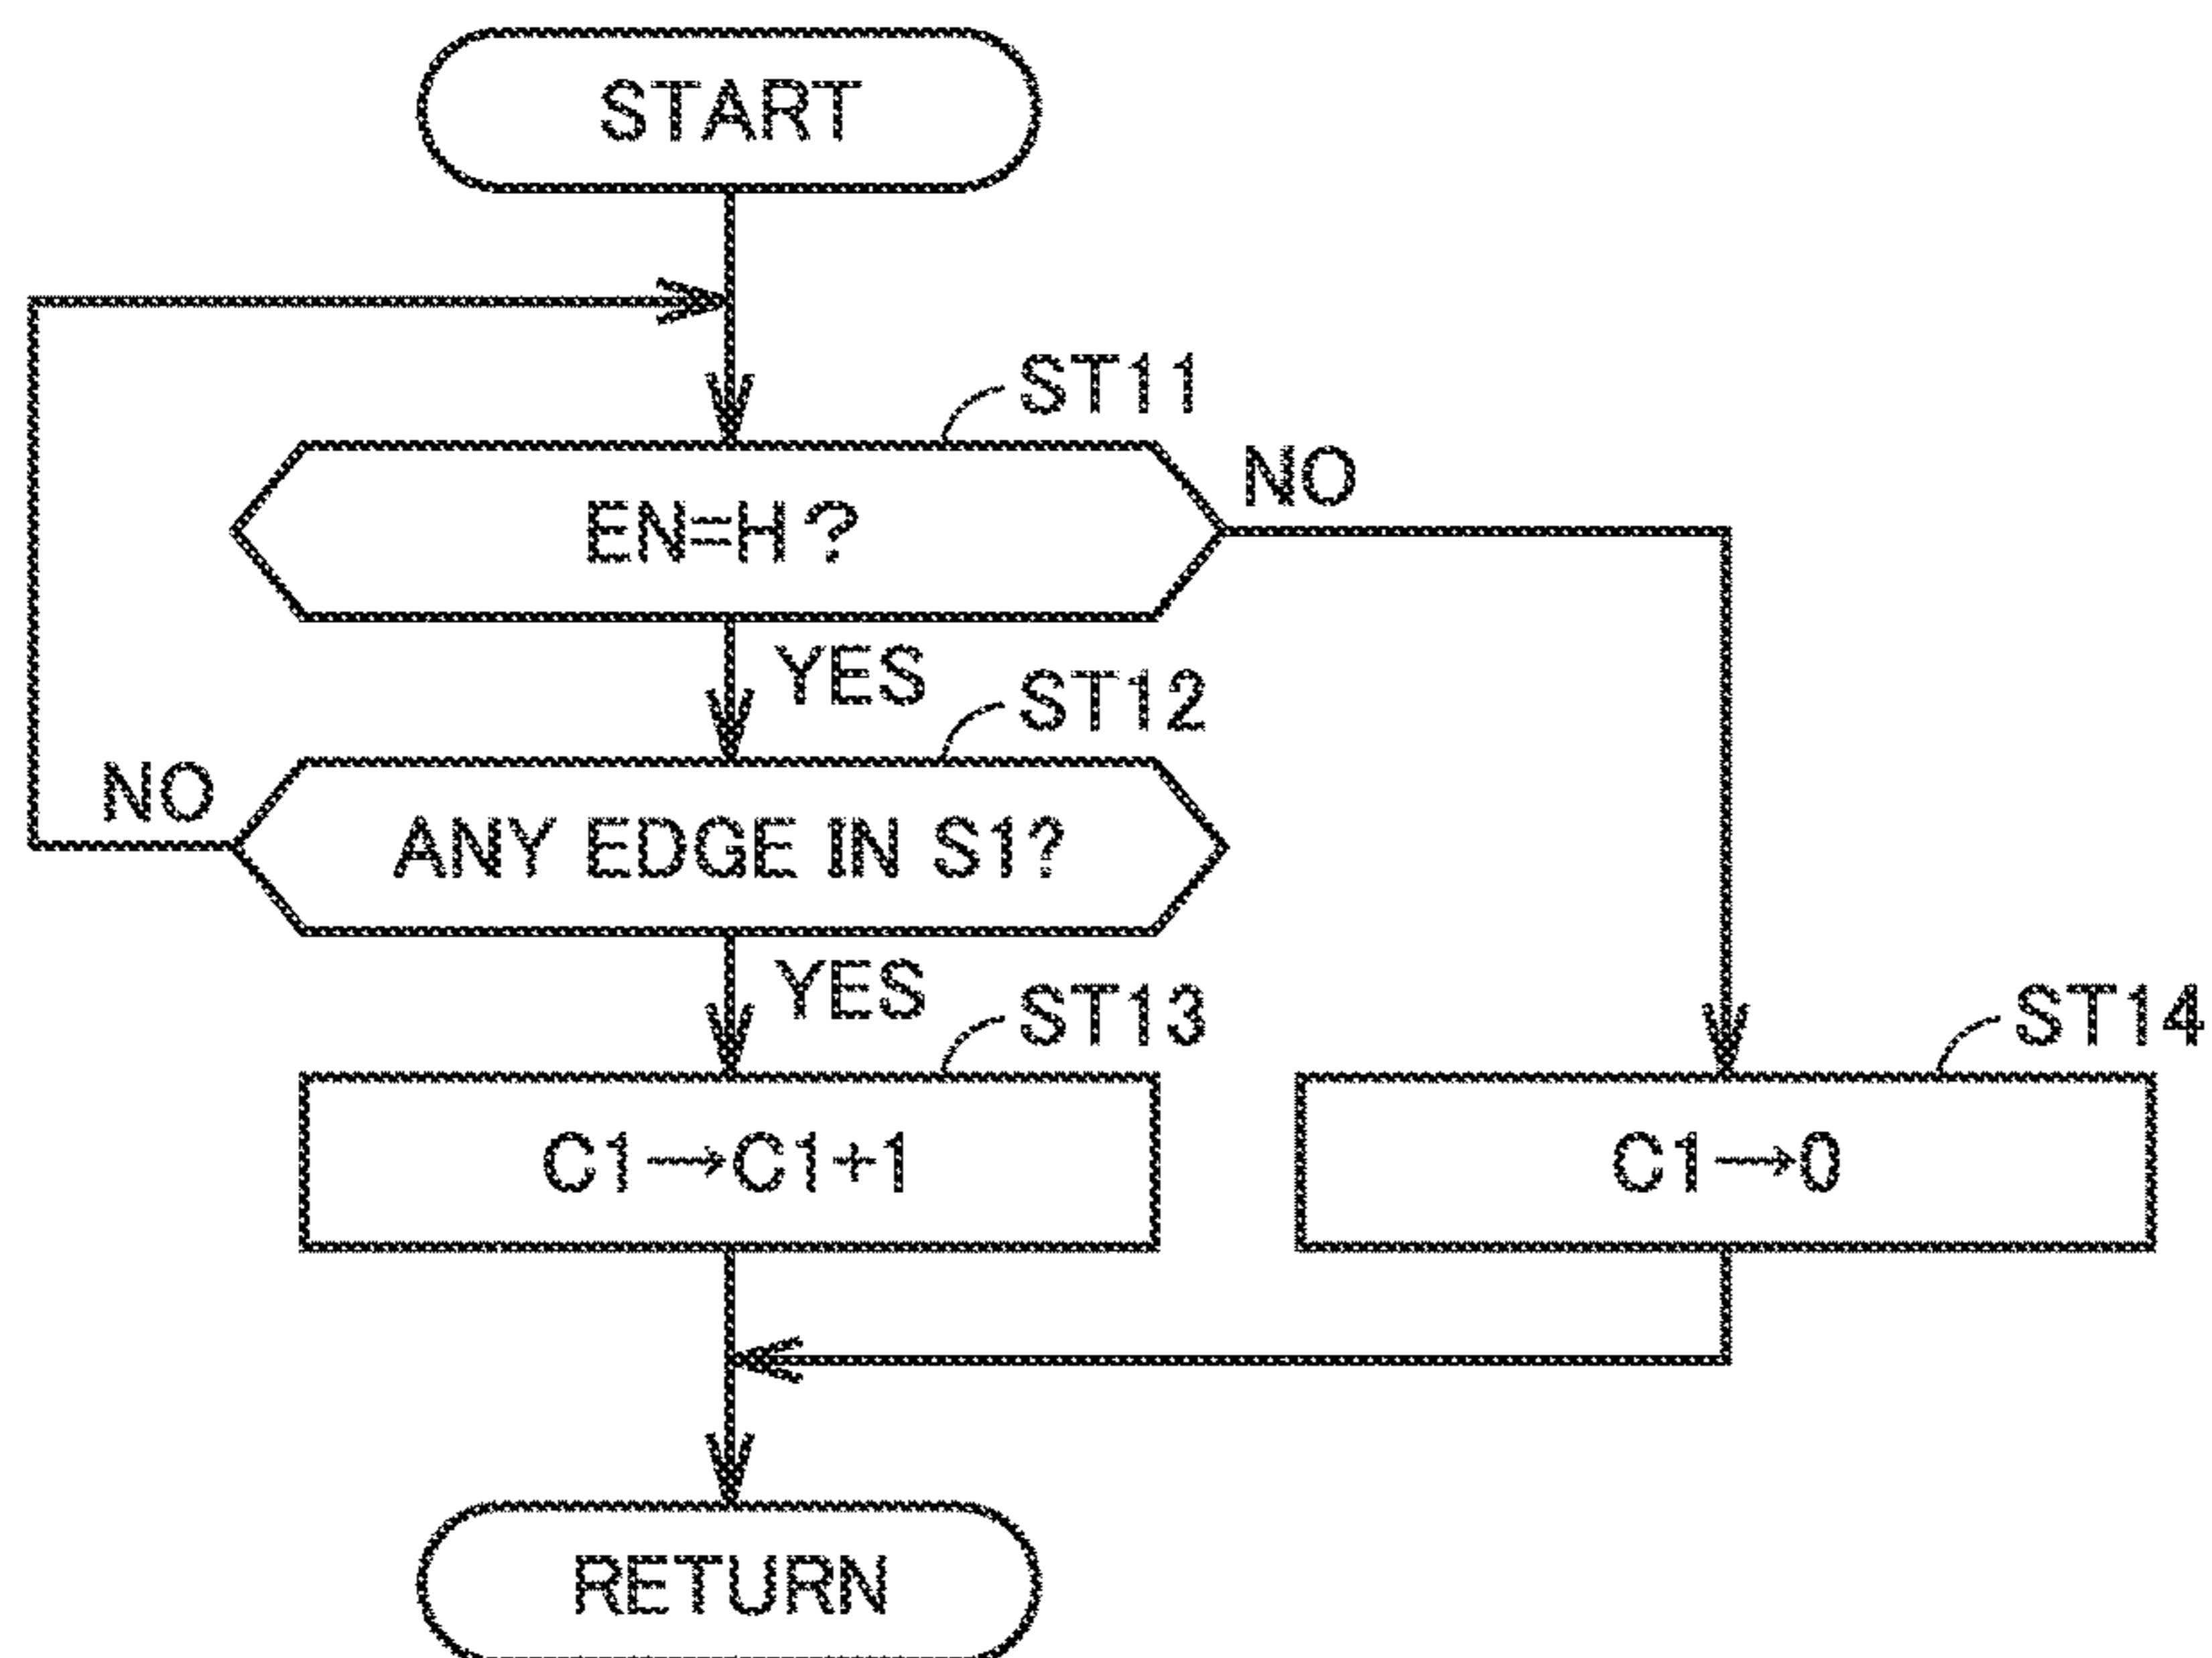 START
ST11
EN=H?
NO
YES
ST12
NO
ANY EDGE IN S1?
YES
ST13
ST14
C1→C1+1
C1→0
RETURN